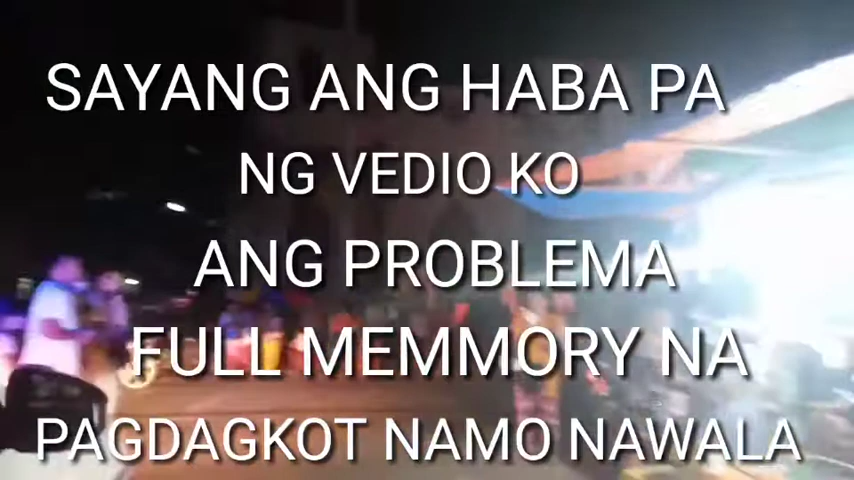 SAYANG ANG HABA PA
NG VEDIO KO
ANG PROBLEMA
FULL MEMMORY NA
PAGDAGKOT NAMO NAWALA